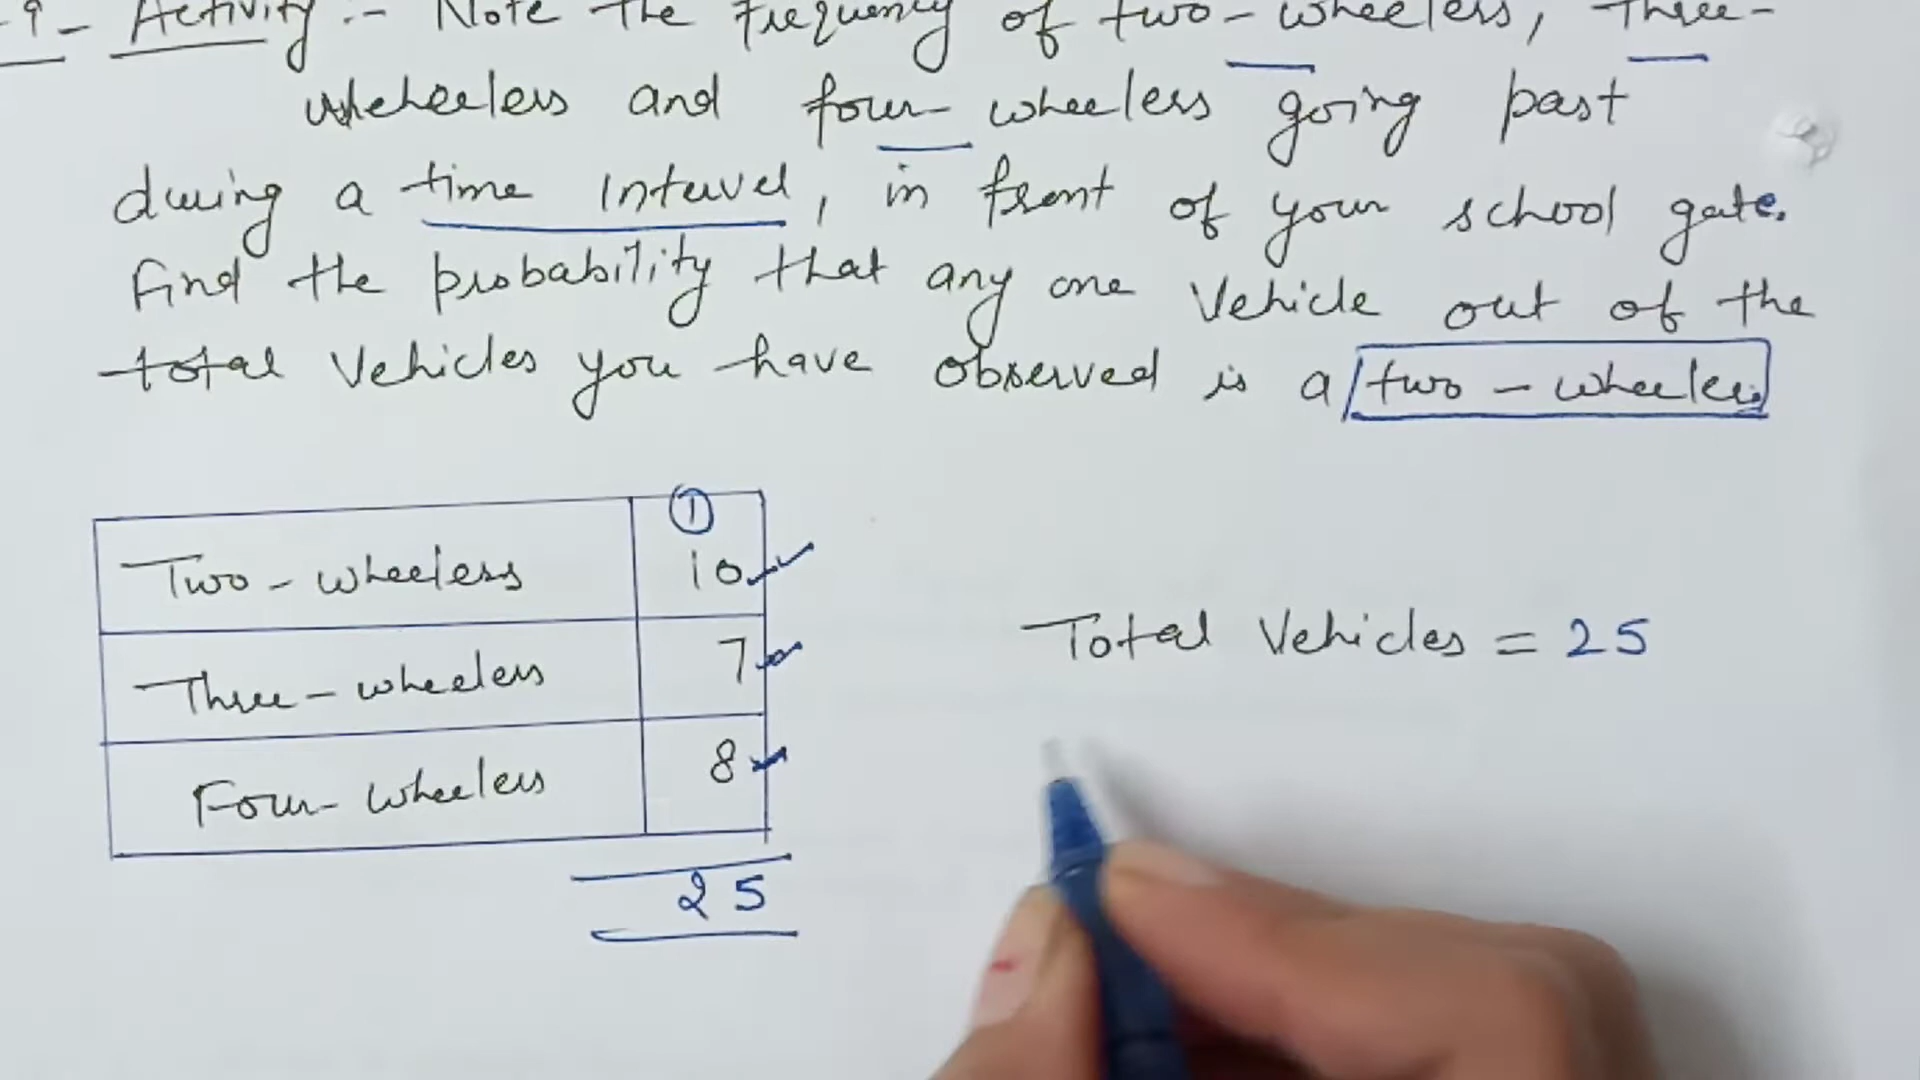 9- Activity :- Note the frequency of two-wheelers, three-
wheelers and four-wheelers going past
during a time Interval, in front of your school gate.
Find the probability that any one Vehicle out of the
total Vehicles you have observed is a two-wheeler.
1
Two-wheelers 10
Three-wheelers 7
Total Vehicles = 25
Four-wheelers 8
25